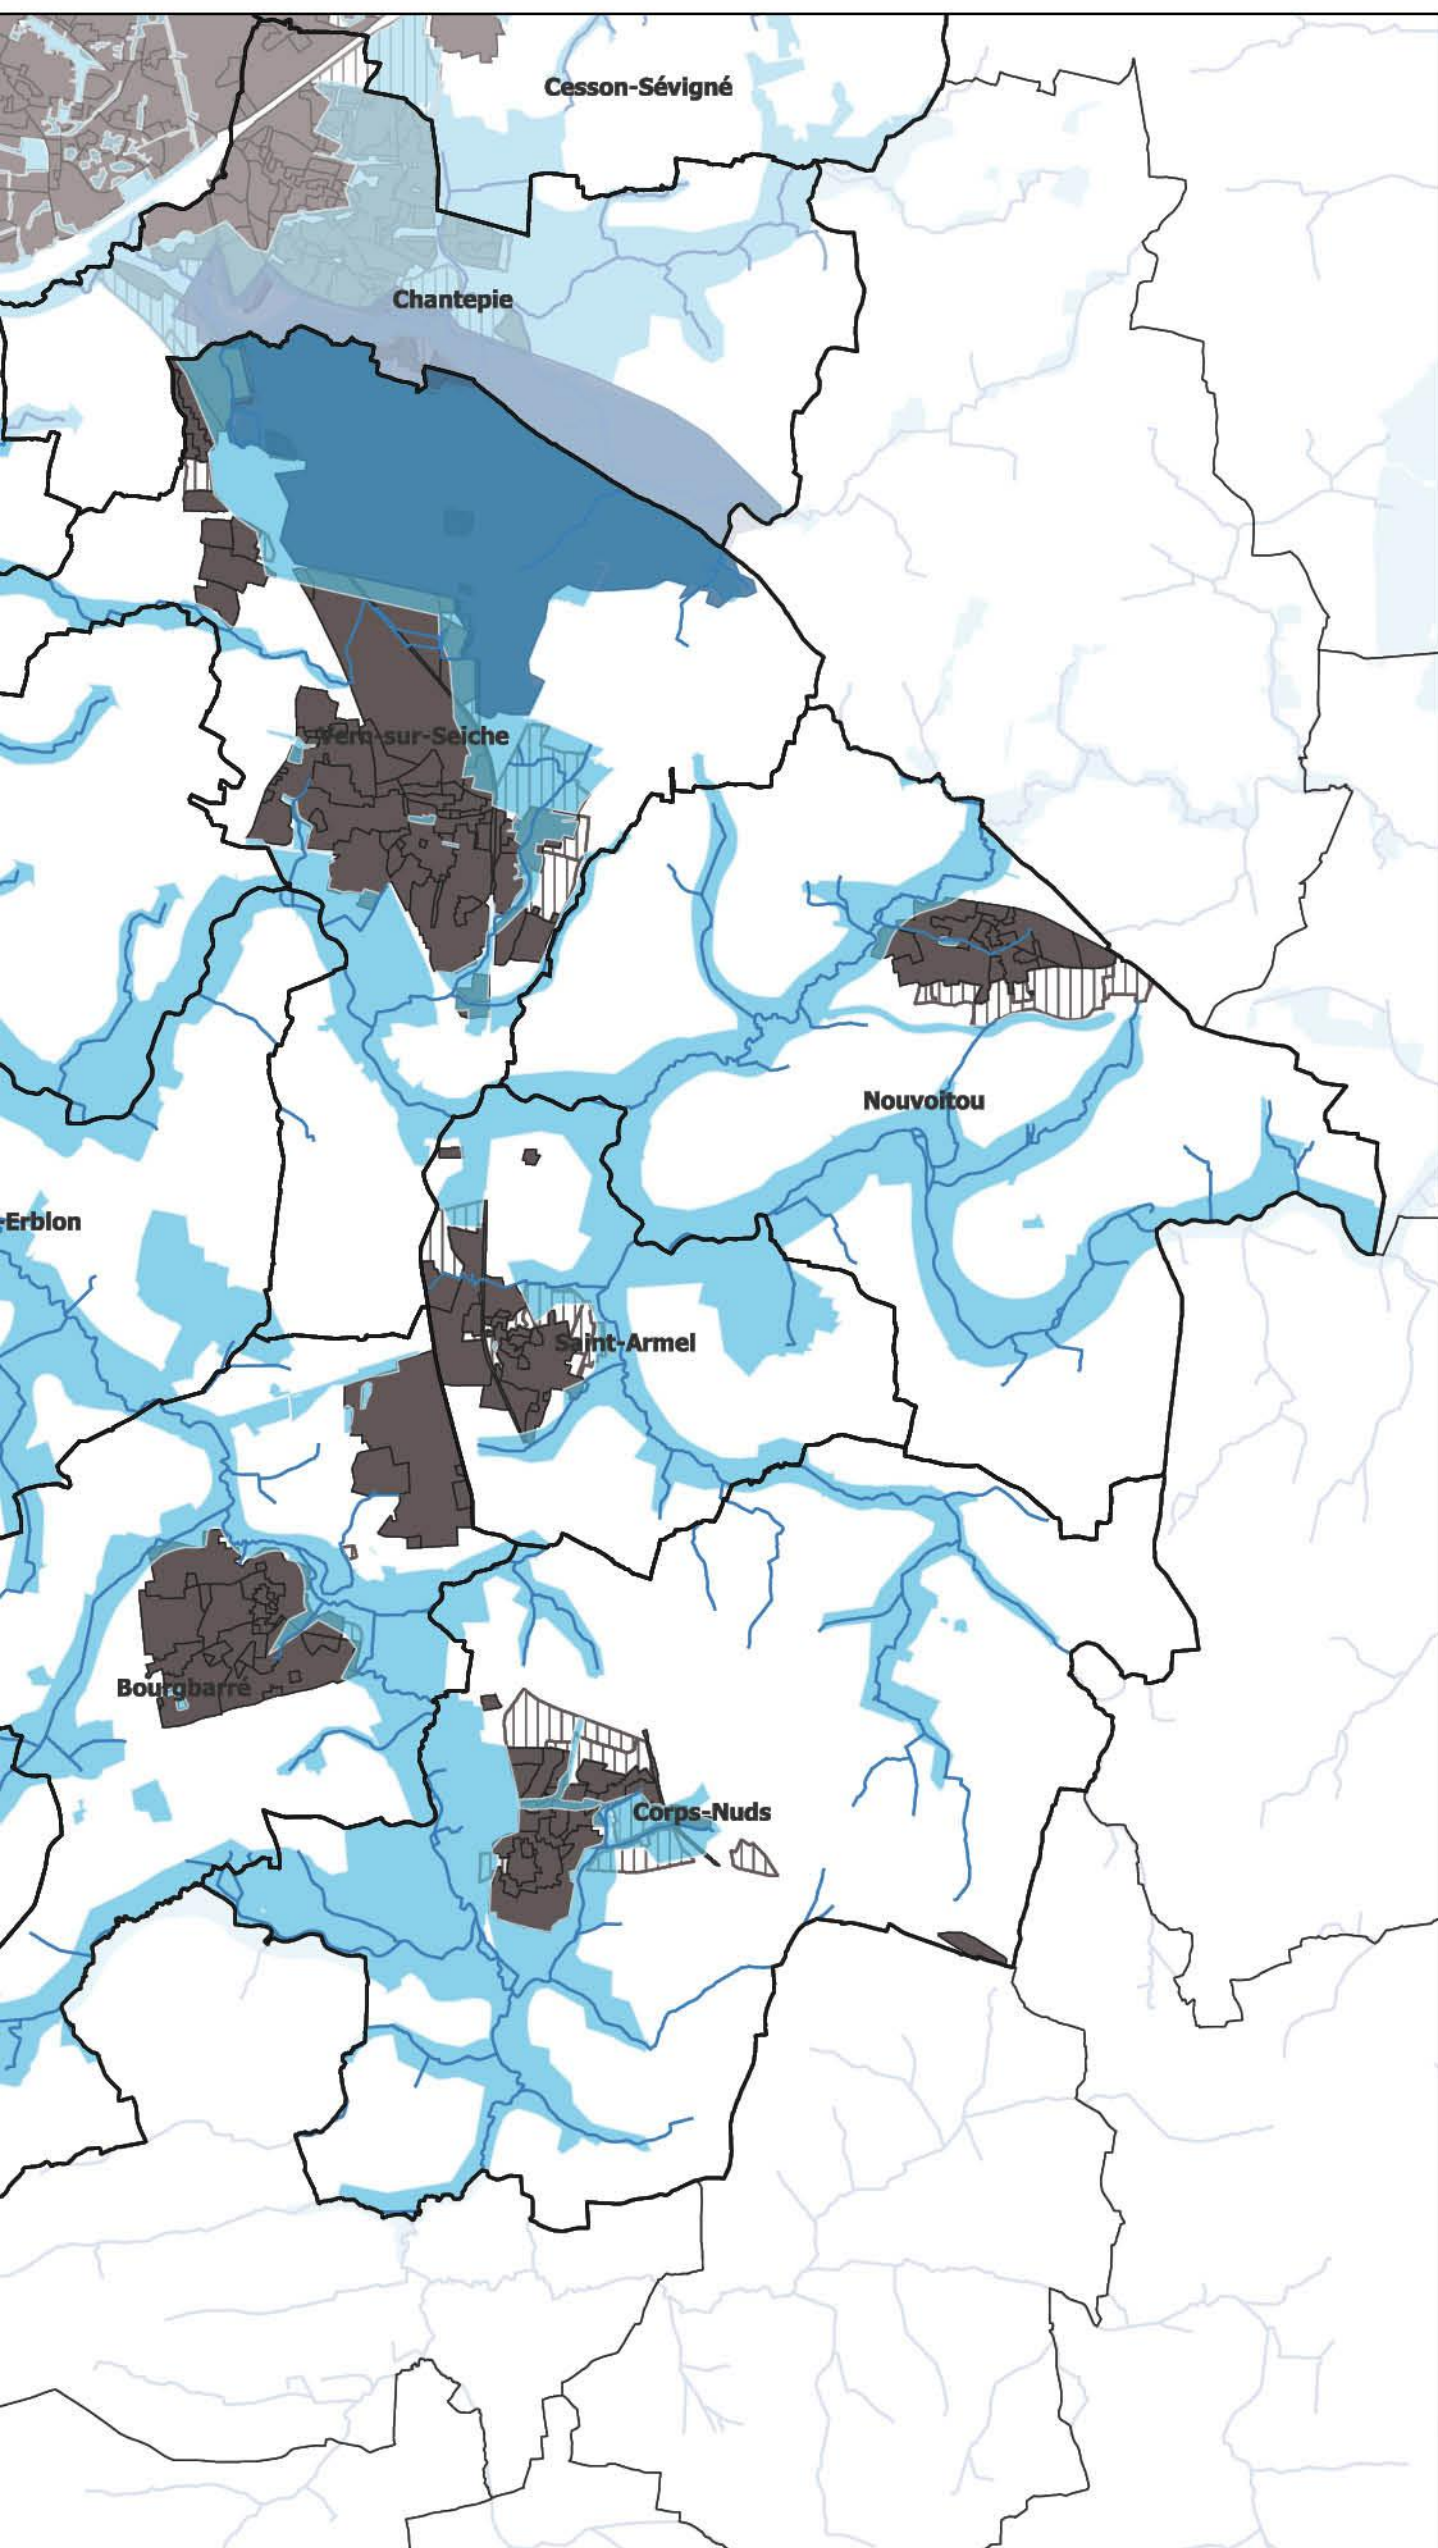 Cesson-Sévigné
Chantepie
Vern-sur-Seiche
Nouvoitou
-Erblon
Saint-Armel
Bourgbarré
Corps-Nuds